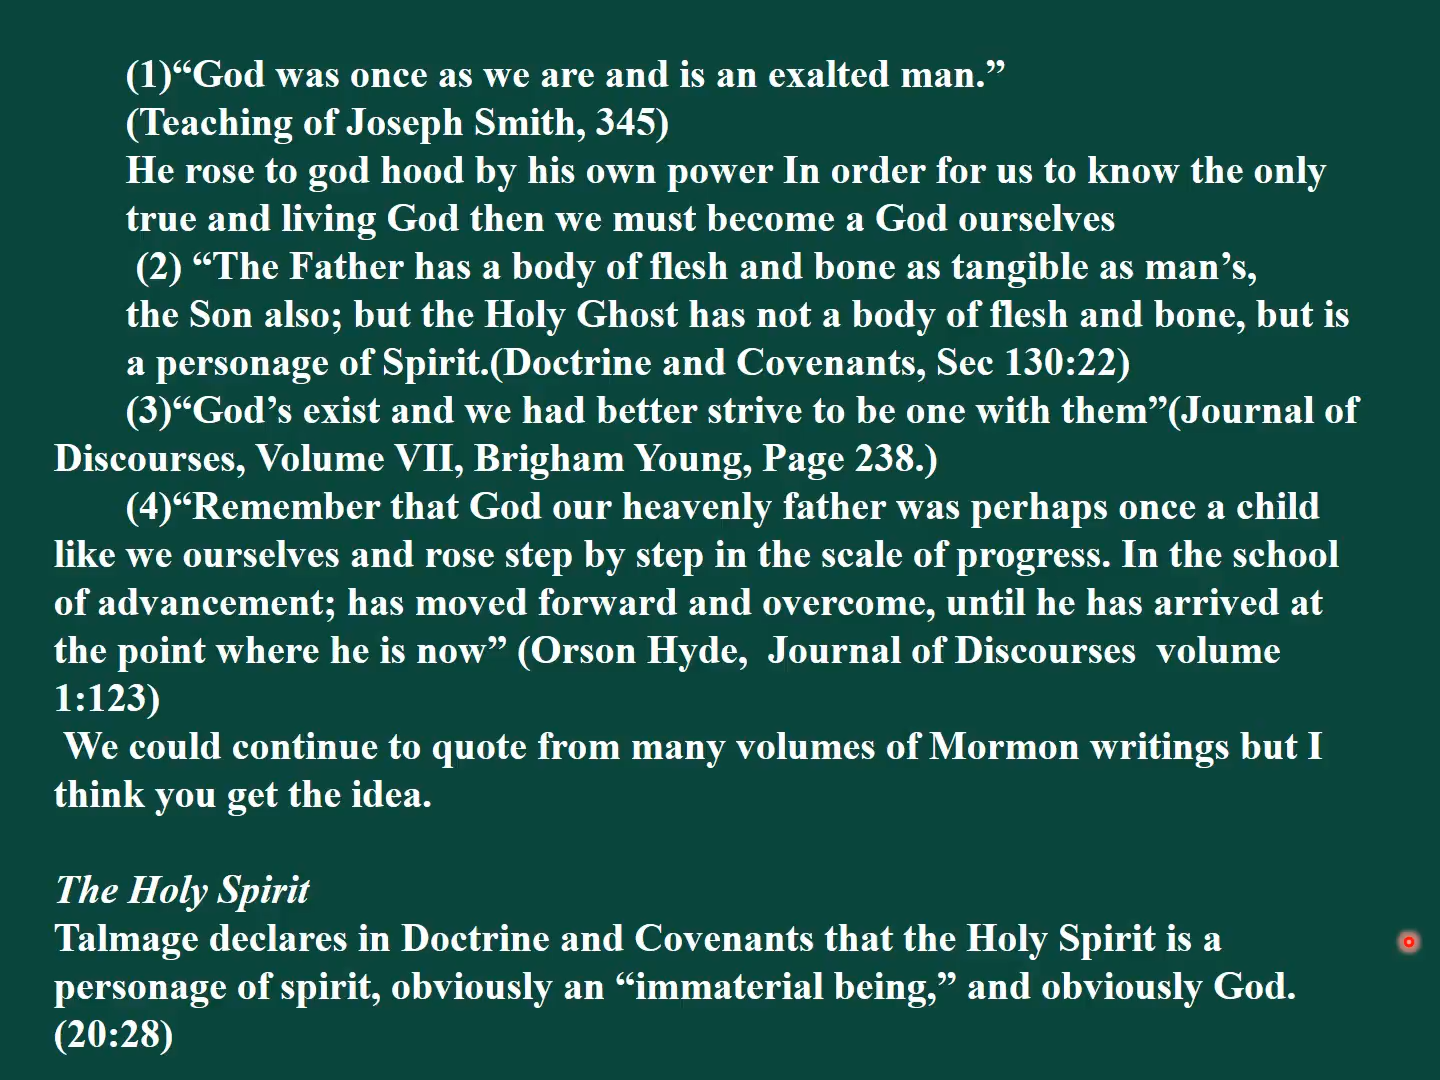 (1)“God was once as we are and is an exalted man.”
(Teaching of Joseph Smith, 345)
He rose to god hood by his own power In order for us to know the only
true and living God then we must become a God ourselves
(2) “The Father has a body of flesh and bone as tangible as man’s,
the Son also; but the Holy Ghost has not a body of flesh and bone, but is
a personage of Spirit.(Doctrine and Covenants, Sec 130:22)
(3)“God’s exist and we had better strive to be one with them”(Journal of
Discourses, Volume VII, Brigham Young, Page 238.)
(4)“Remember that God our heavenly father was perhaps once a child
like we ourselves and rose step by step in the scale of progress. In the school
of advancement; has moved forward and overcome, until he has arrived at
the point where he is now” (Orson Hyde,  Journal of Discourses  volume
1:123)
We could continue to quote from many volumes of Mormon writings but I
think you get the idea.
The Holy Spirit
Talmage declares in Doctrine and Covenants that the Holy Spirit is a
personage of spirit, obviously an “immaterial being,” and obviously God.
(20:28)